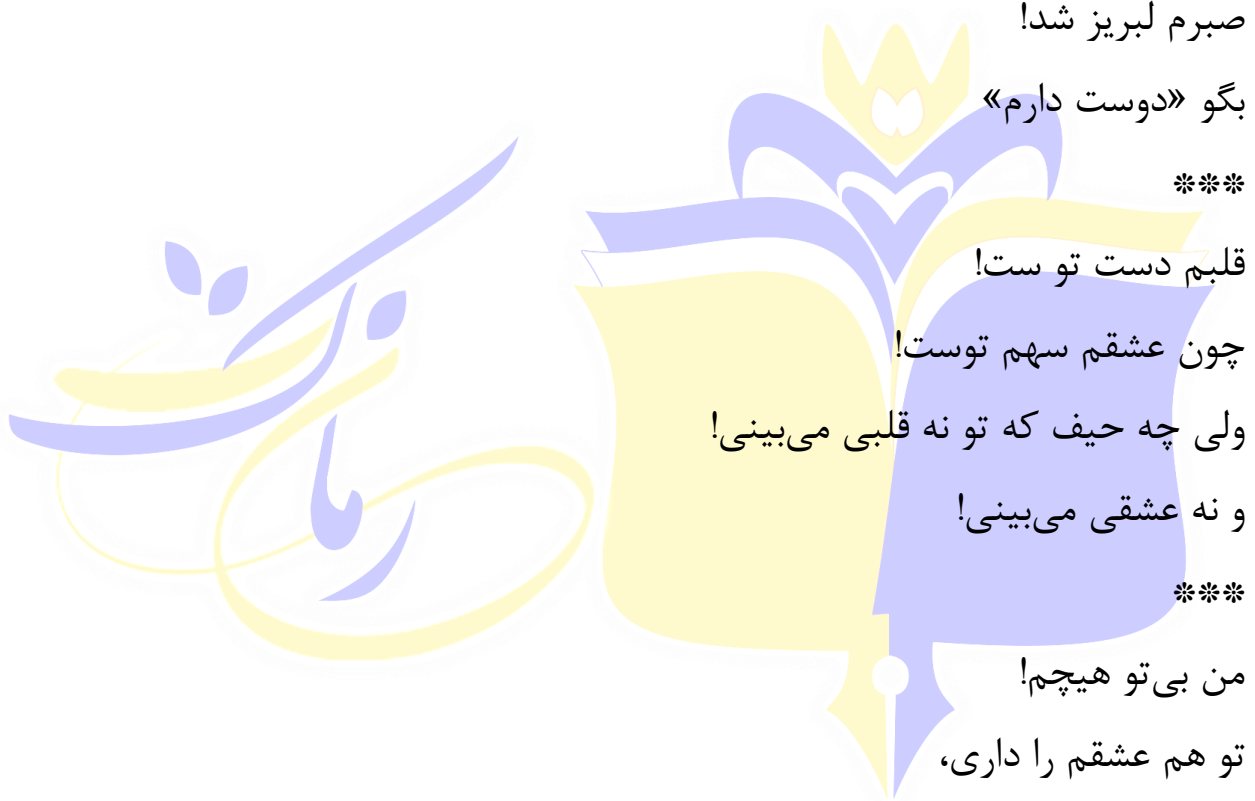 صبرم لبریز شد!
بگو «دوست دارم»
***
قلبم دست تو ست!
چون عشقم سهم توست!
ولی چه حیف که تو نه قلبی می‌بینی!
و نه عشقی می‌بینی!
***
من بی‌تو هیچم!
تو هم عشقم را داری،